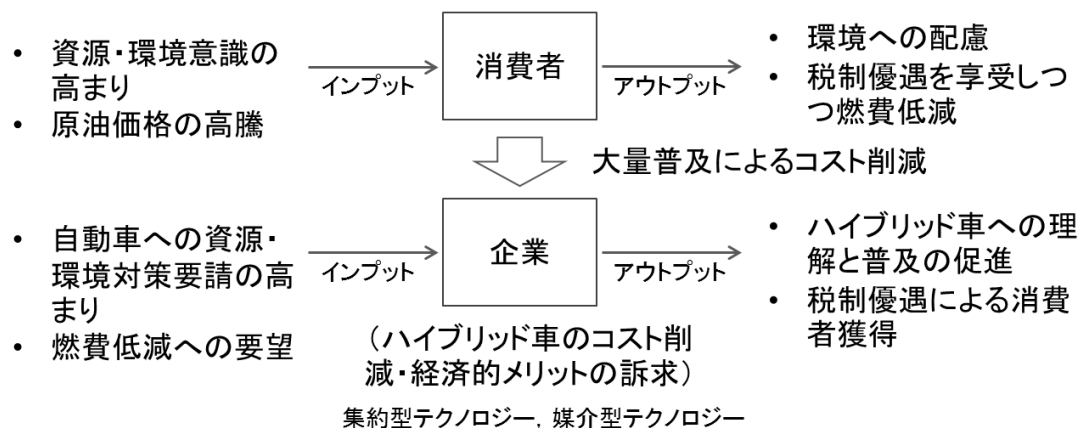 • 資源・環境意識の
高まり
• 原油価格の高騰
インプット
消費者
アウトプット
• 環境への配慮
• 税制優遇を享受しつ
つ燃費低減
大量普及によるコスト削減
• 自動車への資源・
環境対策要請の高
まり
• 燃費低減への要望
インプット
企業
アウトプット
• ハイブリッド車への理
解と普及の促進
• 税制優遇による消費
者獲得
（ハイブリッド車のコスト削
減・経済的メリットの訴求）
集約型テクノロジー，媒介型テクノロジー